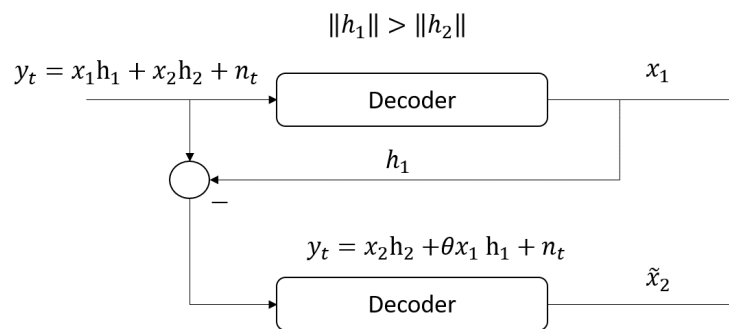 ‖h₁‖ > ‖h₂‖
yₜ = x₁h₁ + x₂h₂ + nₜ
Decoder
x₁
h₁
−
yₜ = x₂h₂ +θx₁ h₁ + nₜ
Decoder
x̃₂